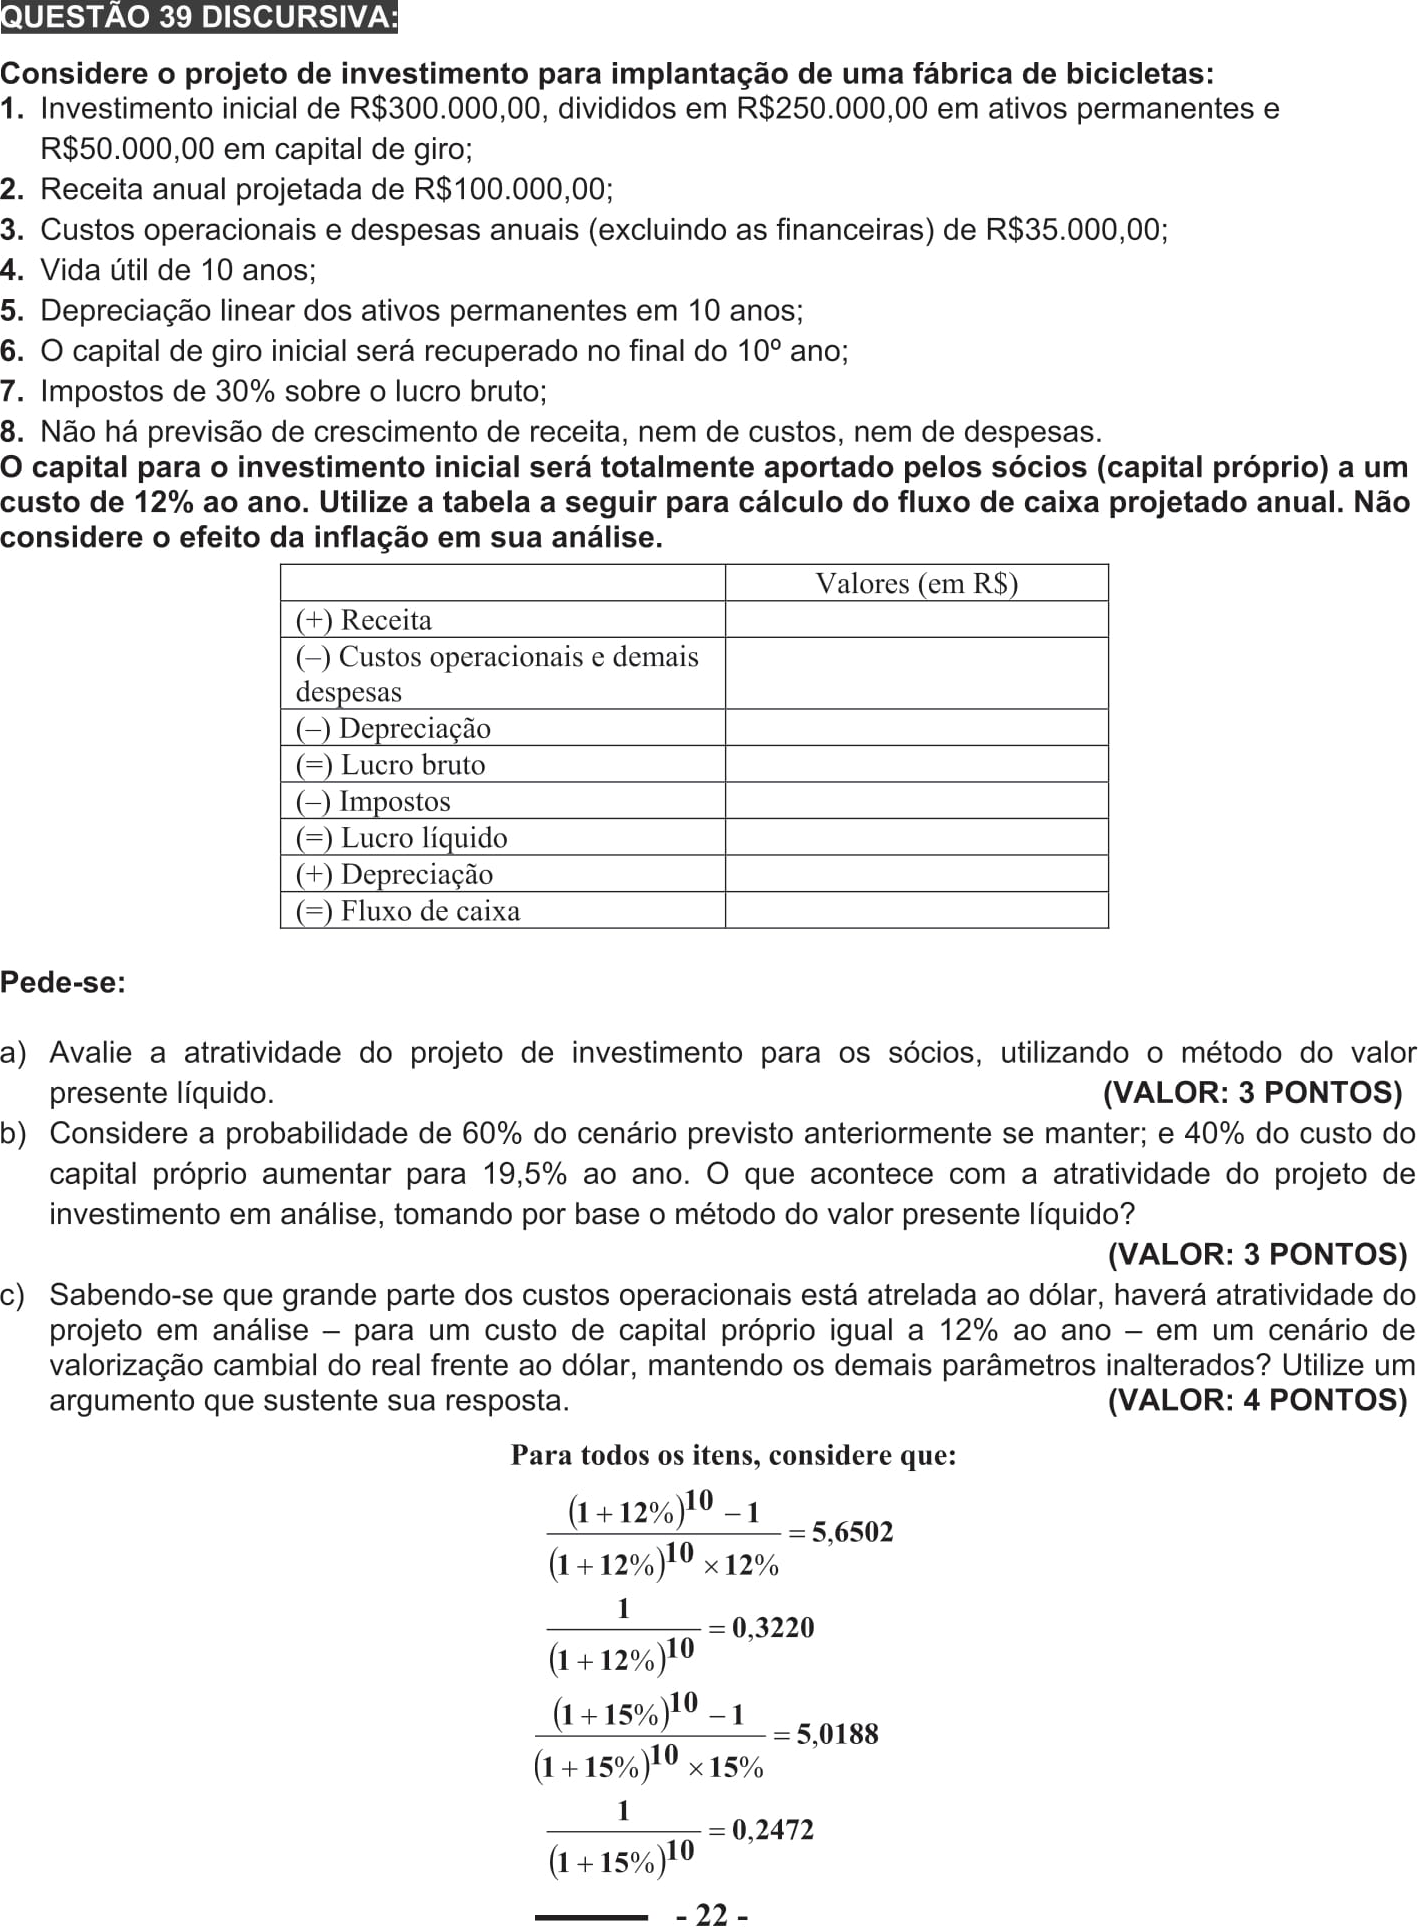 QUESTÃO 39 DISCURSIVA:
Considere o projeto de investimento para implantação de uma fábrica de bicicletas:
1. Investimento inicial de R$300.000,00, divididos em R$250.000,00 em ativos permanentes e
R$50.000,00 em capital de giro;
2. Receita anual projetada de R$100.000,00;
3. Custos operacionais e despesas anuais (excluindo as financeiras) de R$35.000,00;
4. Vida útil de 10 anos;
5. Depreciação linear dos ativos permanentes em 10 anos;
6. O capital de giro inicial será recuperado no final do 10º ano;
7. Impostos de 30% sobre o lucro bruto;
8. Não há previsão de crescimento de receita, nem de custos, nem de despesas.
O capital para o investimento inicial será totalmente aportado pelos sócios (capital próprio) a um
custo de 12% ao ano. Utilize a tabela a seguir para cálculo do fluxo de caixa projetado anual. Não
considere o efeito da inflação em sua análise.
Valores (em R$)
(+) Receita
(–) Custos operacionais e demais
despesas
(–) Depreciação
(=) Lucro bruto
(–) Impostos
(=) Lucro líquido
(+) Depreciação
(=) Fluxo de caixa
Pede-se:
a) Avalie a atratividade do projeto de investimento para os sócios, utilizando o método do valor
presente líquido. (VALOR: 3 PONTOS)
b) Considere a probabilidade de 60% do cenário previsto anteriormente se manter; e 40% do custo do
capital próprio aumentar para 19,5% ao ano. O que acontece com a atratividade do projeto de
investimento em análise, tomando por base o método do valor presente líquido?
(VALOR: 3 PONTOS)
c) Sabendo-se que grande parte dos custos operacionais está atrelada ao dólar, haverá atratividade do
projeto em análise – para um custo de capital próprio igual a 12% ao ano – em um cenário de
valorização cambial do real frente ao dólar, mantendo os demais parâmetros inalterados? Utilize um
argumento que sustente sua resposta. (VALOR: 4 PONTOS)
Para todos os itens, considere que:
(1 + 12%)^10 – 1
= 5,6502
(1 + 12%)^10 × 12%
1
= 0,3220
(1 + 12%)^10
(1 + 15%)^10 – 1
= 5,0188
(1 + 15%)^10 × 15%
1
= 0,2472
(1 + 15%)^10
- 22 -